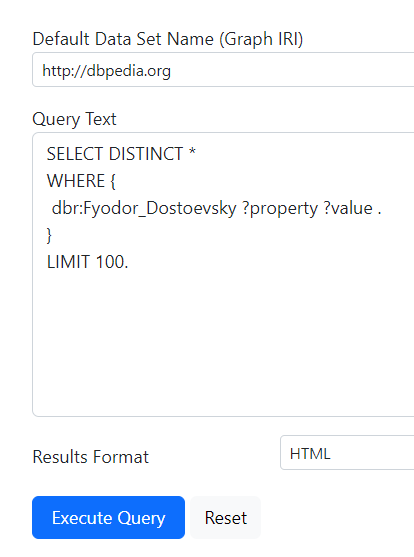 Default Data Set Name (Graph IRI)
http://dbpedia.org
Query Text
SELECT DISTINCT *
WHERE {
dbr:Fyodor_Dostoevsky ?property ?value .
}
LIMIT 100.
Results Format
HTML
Execute Query
Reset